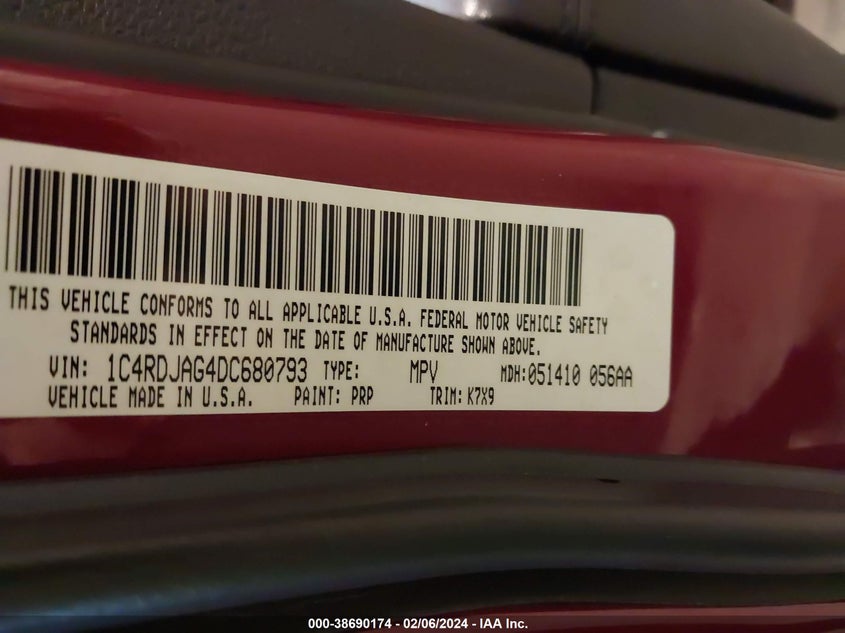 THIS VEHICLE CONFORMS TO ALL APPLICABLE U.S.A. FEDERAL MOTOR VEHICLE SAFETY
STANDARDS IN EFFECT ON THE DATE OF MANUFACTURE SHOWN ABOVE.
VIN: 1C4RDJAG4DC680793 TYPE: MPV MDH:051410 056AA
VEHICLE MADE IN U.S.A. PAINT: PRP TRIM: K7X9
000-38690174 - 02/06/2024 - IAA Inc.